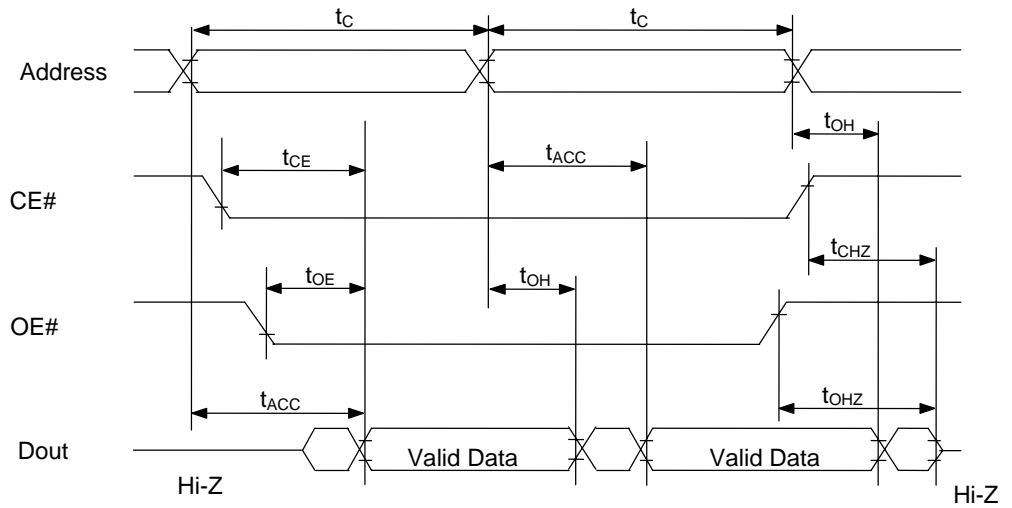 tC tC
Address
tOH
tCE tACC
CE#
tCHZ
tOE tOH
OE#
tACC tOHZ
Dout Valid Data Valid Data
Hi-Z Hi-Z